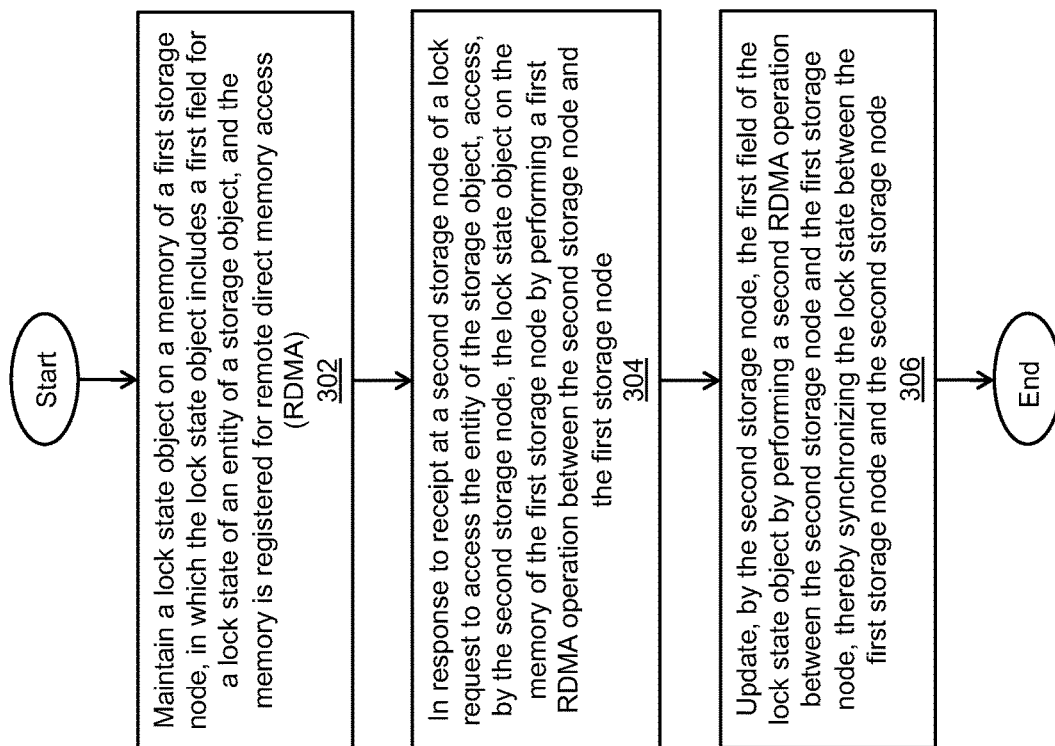 Start
Maintain a lock state object on a memory of a first storage
node, in which the lock state object includes a first field for
a lock state of an entity of a storage object, and the
memory is registered for remote direct memory access
(RDMA)
302
In response to receipt at a second storage node of a lock
request to access the entity of the storage object, access,
by the second storage node, the lock state object on the
memory of the first storage node by performing a first
RDMA operation between the second storage node and
the first storage node
304
Update, by the second storage node, the first field of the
lock state object by performing a second RDMA operation
between the second storage node and the first storage
node, thereby synchronizing the lock state between the
first storage node and the second storage node
306
End